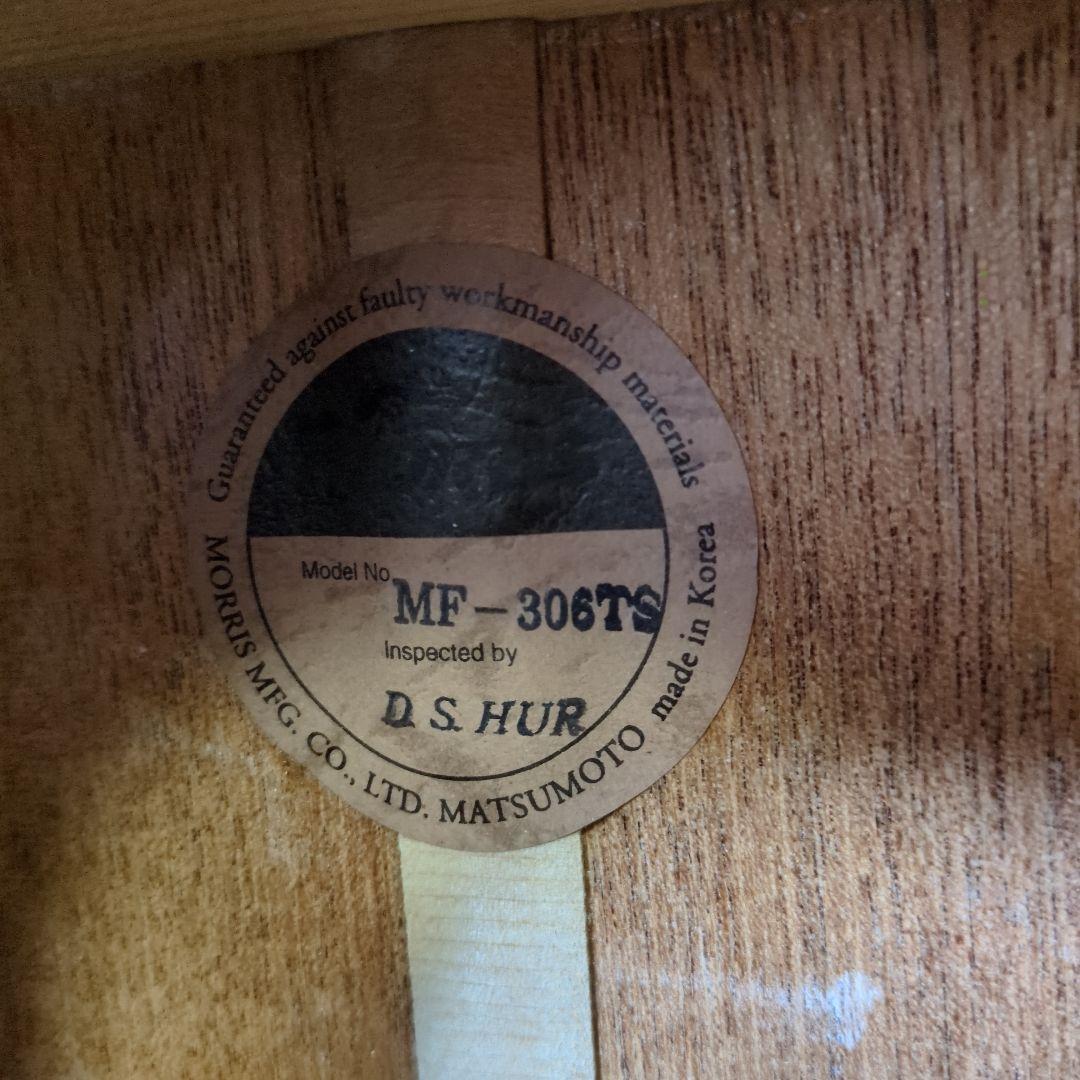 Guaranteed against faulty workmanship materials
Model No
MF-306TS
Inspected by
D.S.HUR
MORRIS MFG. CO., LTD. MATSUMOTO made in Korea